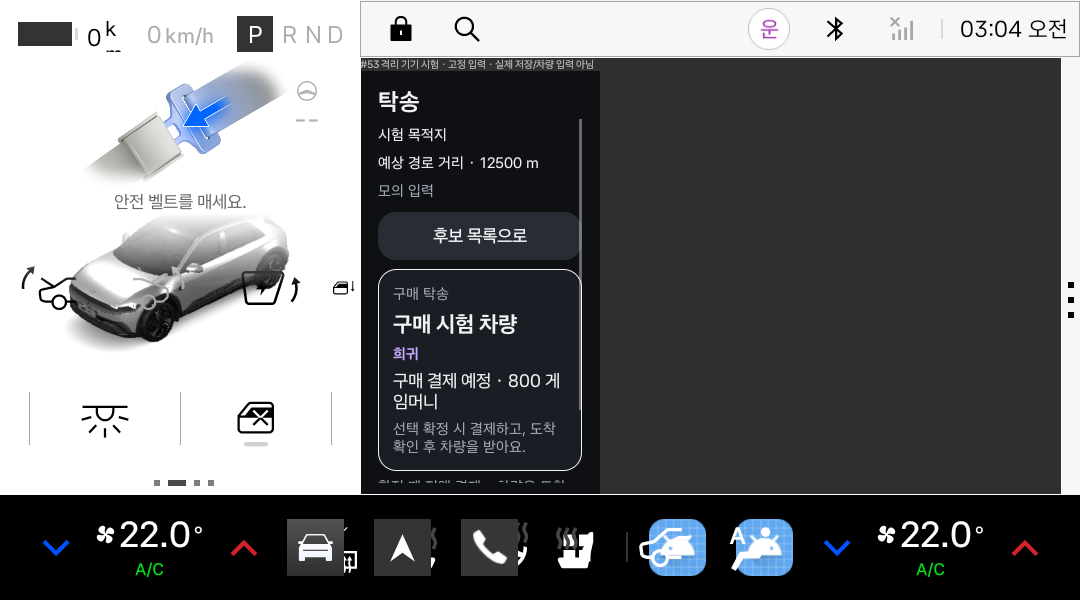 0 k
0 km/h
P R N D
안전 벨트를 매세요.
운
03:04 오전
#53 격리 기기 시험 · 고정 입력 · 실제 저장/차량 입력 아님
탁송
시험 목적지
예상 경로 거리 · 12500 m
모의 입력
후보 목록으로
구매 탁송
구매 시험 차량
희귀
구매 결제 예정 · 800 게
임머니
선택 확정 시 결제하고, 도착
확인 후 차량을 받아요.
22.0°
A/C
A
22.0°
A/C